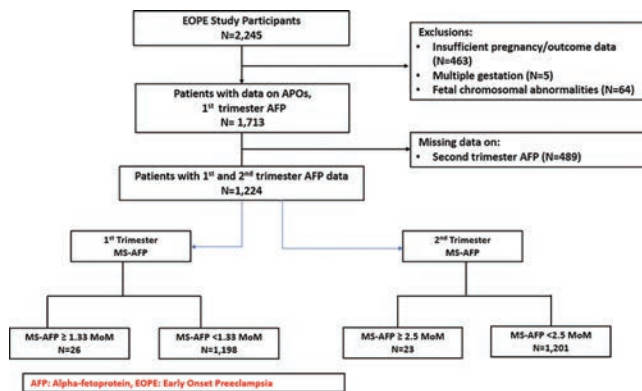 EOPE Study Participants
N=2,245
Exclusions:
• Insufficient pregnancy/outcome data
(N=463)
• Multiple gestation (N=5)
• Fetal chromosomal abnormalities (N=64)
Patients with data on APOs,
1st trimester AFP
N= 1,713
Missing data on:
• Second trimester AFP (N=489)
Patients with 1st and 2nd trimester AFP data
N=1,224
1st Trimester
MS-AFP
2nd Trimester
MS-AFP
MS-AFP ≥ 1.33 MoM
N=26
MS-AFP <1.33 MoM
N=1,198
MS-AFP ≥ 2.5 MoM
N=23
MS-AFP <2.5 MoM
N=1,201
AFP: Alpha-fetoprotein, EOPE: Early Onset Preeclampsia